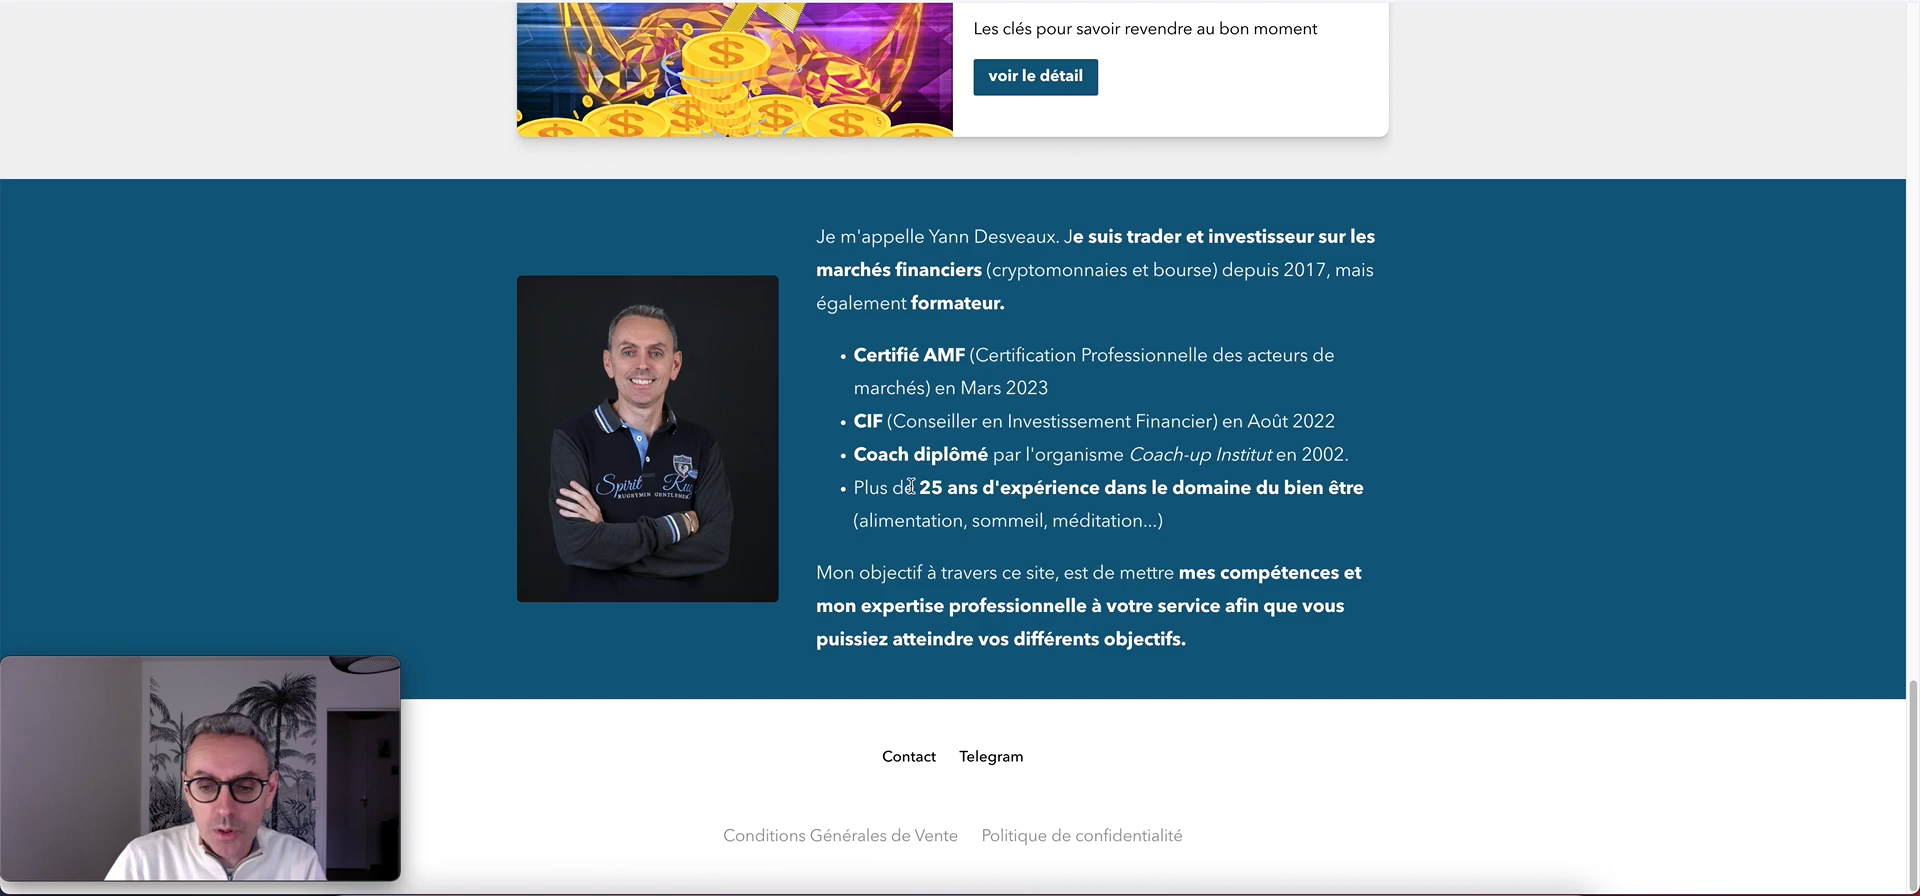 Les clés pour savoir revendre au bon moment
voir le détail
Je m'appelle Yann Desveaux. Je suis trader et investisseur sur les
marchés financiers (cryptomonnaies et bourse) depuis 2017, mais
également formateur.
• Certifié AMF (Certification Professionnelle des acteurs de
marchés) en Mars 2023
• CIF (Conseiller en Investissement Financier) en Août 2022
• Coach diplômé par l'organisme Coach-up Institut en 2002.
• Plus de 25 ans d'expérience dans le domaine du bien être
(alimentation, sommeil, méditation...)
Mon objectif à travers ce site, est de mettre mes compétences et
mon expertise professionnelle à votre service afin que vous
puissiez atteindre vos différents objectifs.
Spirit
RUGBYMEN GENTLEMEN
Contact Telegram
Conditions Générales de Vente Politique de confidentialité